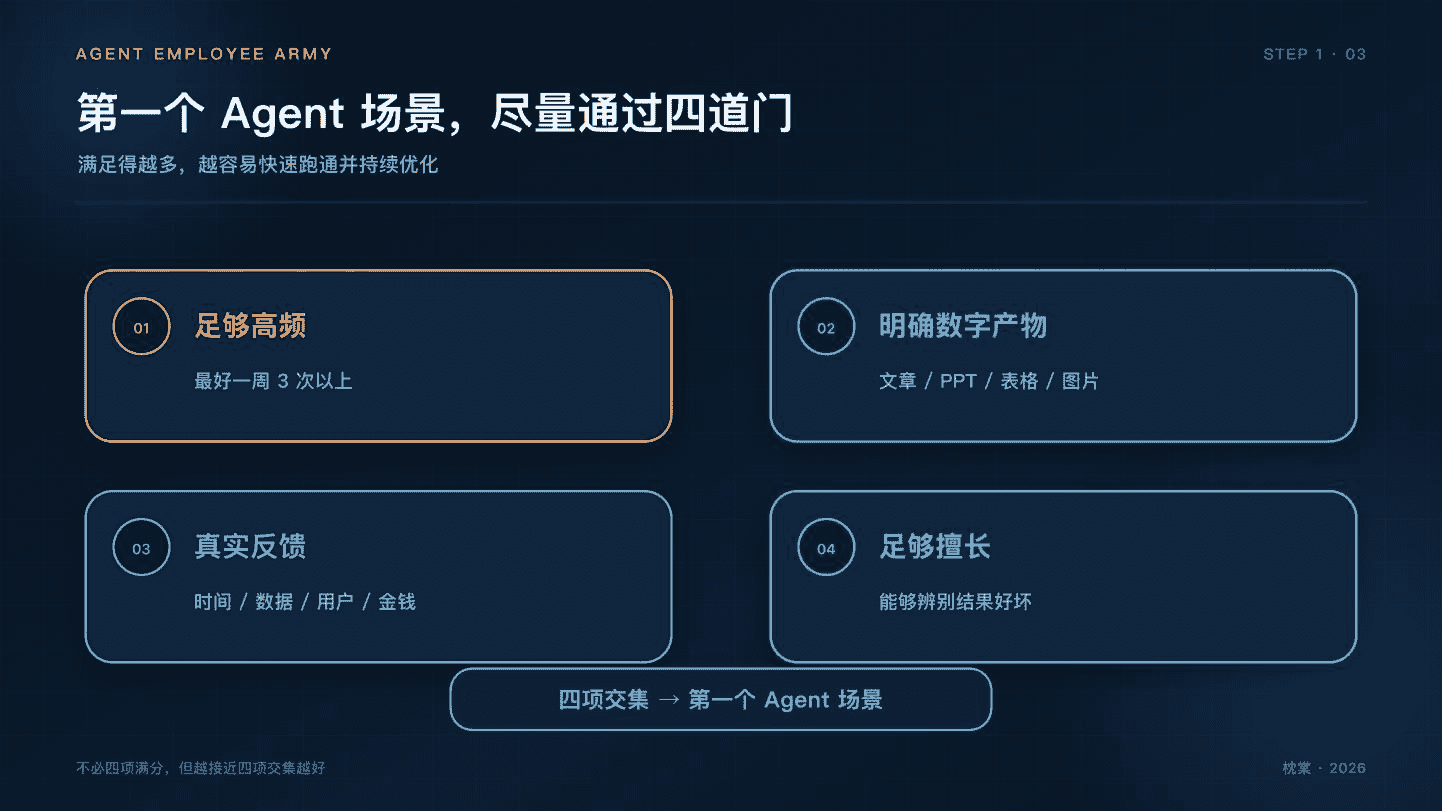 AGENT EMPLOYEE ARMY
STEP 1 · 03
第一个 Agent 场景，尽量通过四道门
满足得越多，越容易快速跑通并持续优化
01
足够高频
最好一周 3 次以上
02
明确数字产物
文章 / PPT / 表格 / 图片
03
真实反馈
时间 / 数据 / 用户 / 金钱
04
足够擅长
能够辨别结果好坏
四项交集 → 第一个 Agent 场景
不必四项满分，但越接近四项交集越好
枕棠 · 2026